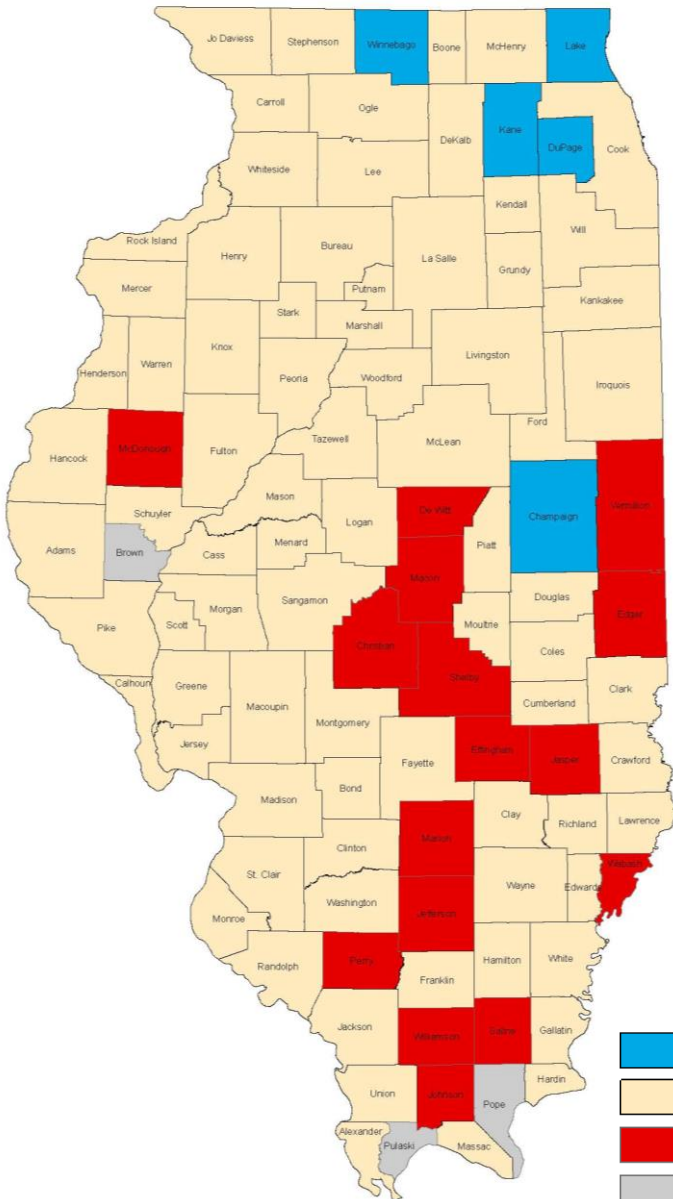 Jo Daviess
Stephenson
Winnebago
Boone
McHenry
Lake
Carroll
Ogle
DeKalb
Kane
DuPage
Cook
Whiteside
Lee
Kendall
Will
Rock Island
Henry
Bureau
La Salle
Grundy
Mercer
Putnam
Kankakee
Stark
Marshall
Knox
Henderson
Warren
Peoria
Woodford
Livingston
Iroquois
Ford
Hancock
McDonough
Fulton
Tazewell
McLean
Mason
Schuyler
Logan
De Witt
Champaign
Vermilion
Adams
Brown
Cass
Menard
Piatt
Macon
Douglas
Edgar
Pike
Scott
Morgan
Sangamon
Christian
Moultrie
Coles
Shelby
Calhoun
Greene
Macoupin
Montgomery
Cumberland
Clark
Jersey
Fayette
Effingham
Jasper
Crawford
Madison
Bond
Clay
Richland
Lawrence
Clinton
Marion
Wabash
St. Clair
Washington
Wayne
Edwards
Monroe
Jefferson
Randolph
Perry
Franklin
Hamilton
White
Jackson
Williamson
Saline
Gallatin
Union
Johnson
Pope
Hardin
Alexander
Pulaski
Massac